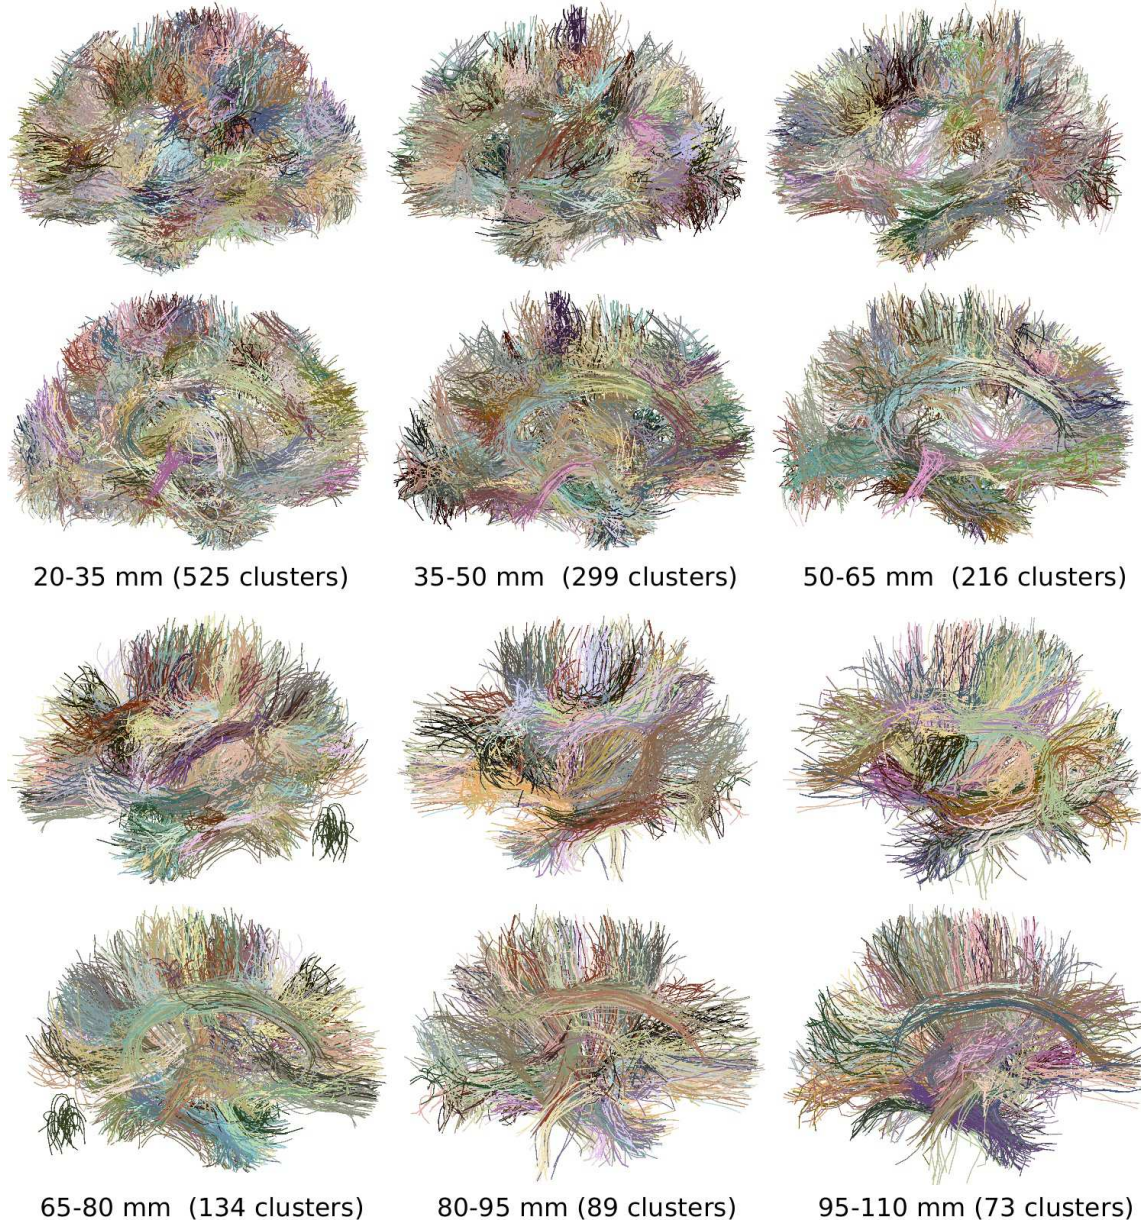 20-35 mm (525 clusters)
35-50 mm (299 clusters)
50-65 mm (216 clusters)
65-80 mm (134 clusters)
80-95 mm (89 clusters)
95-110 mm (73 clusters)